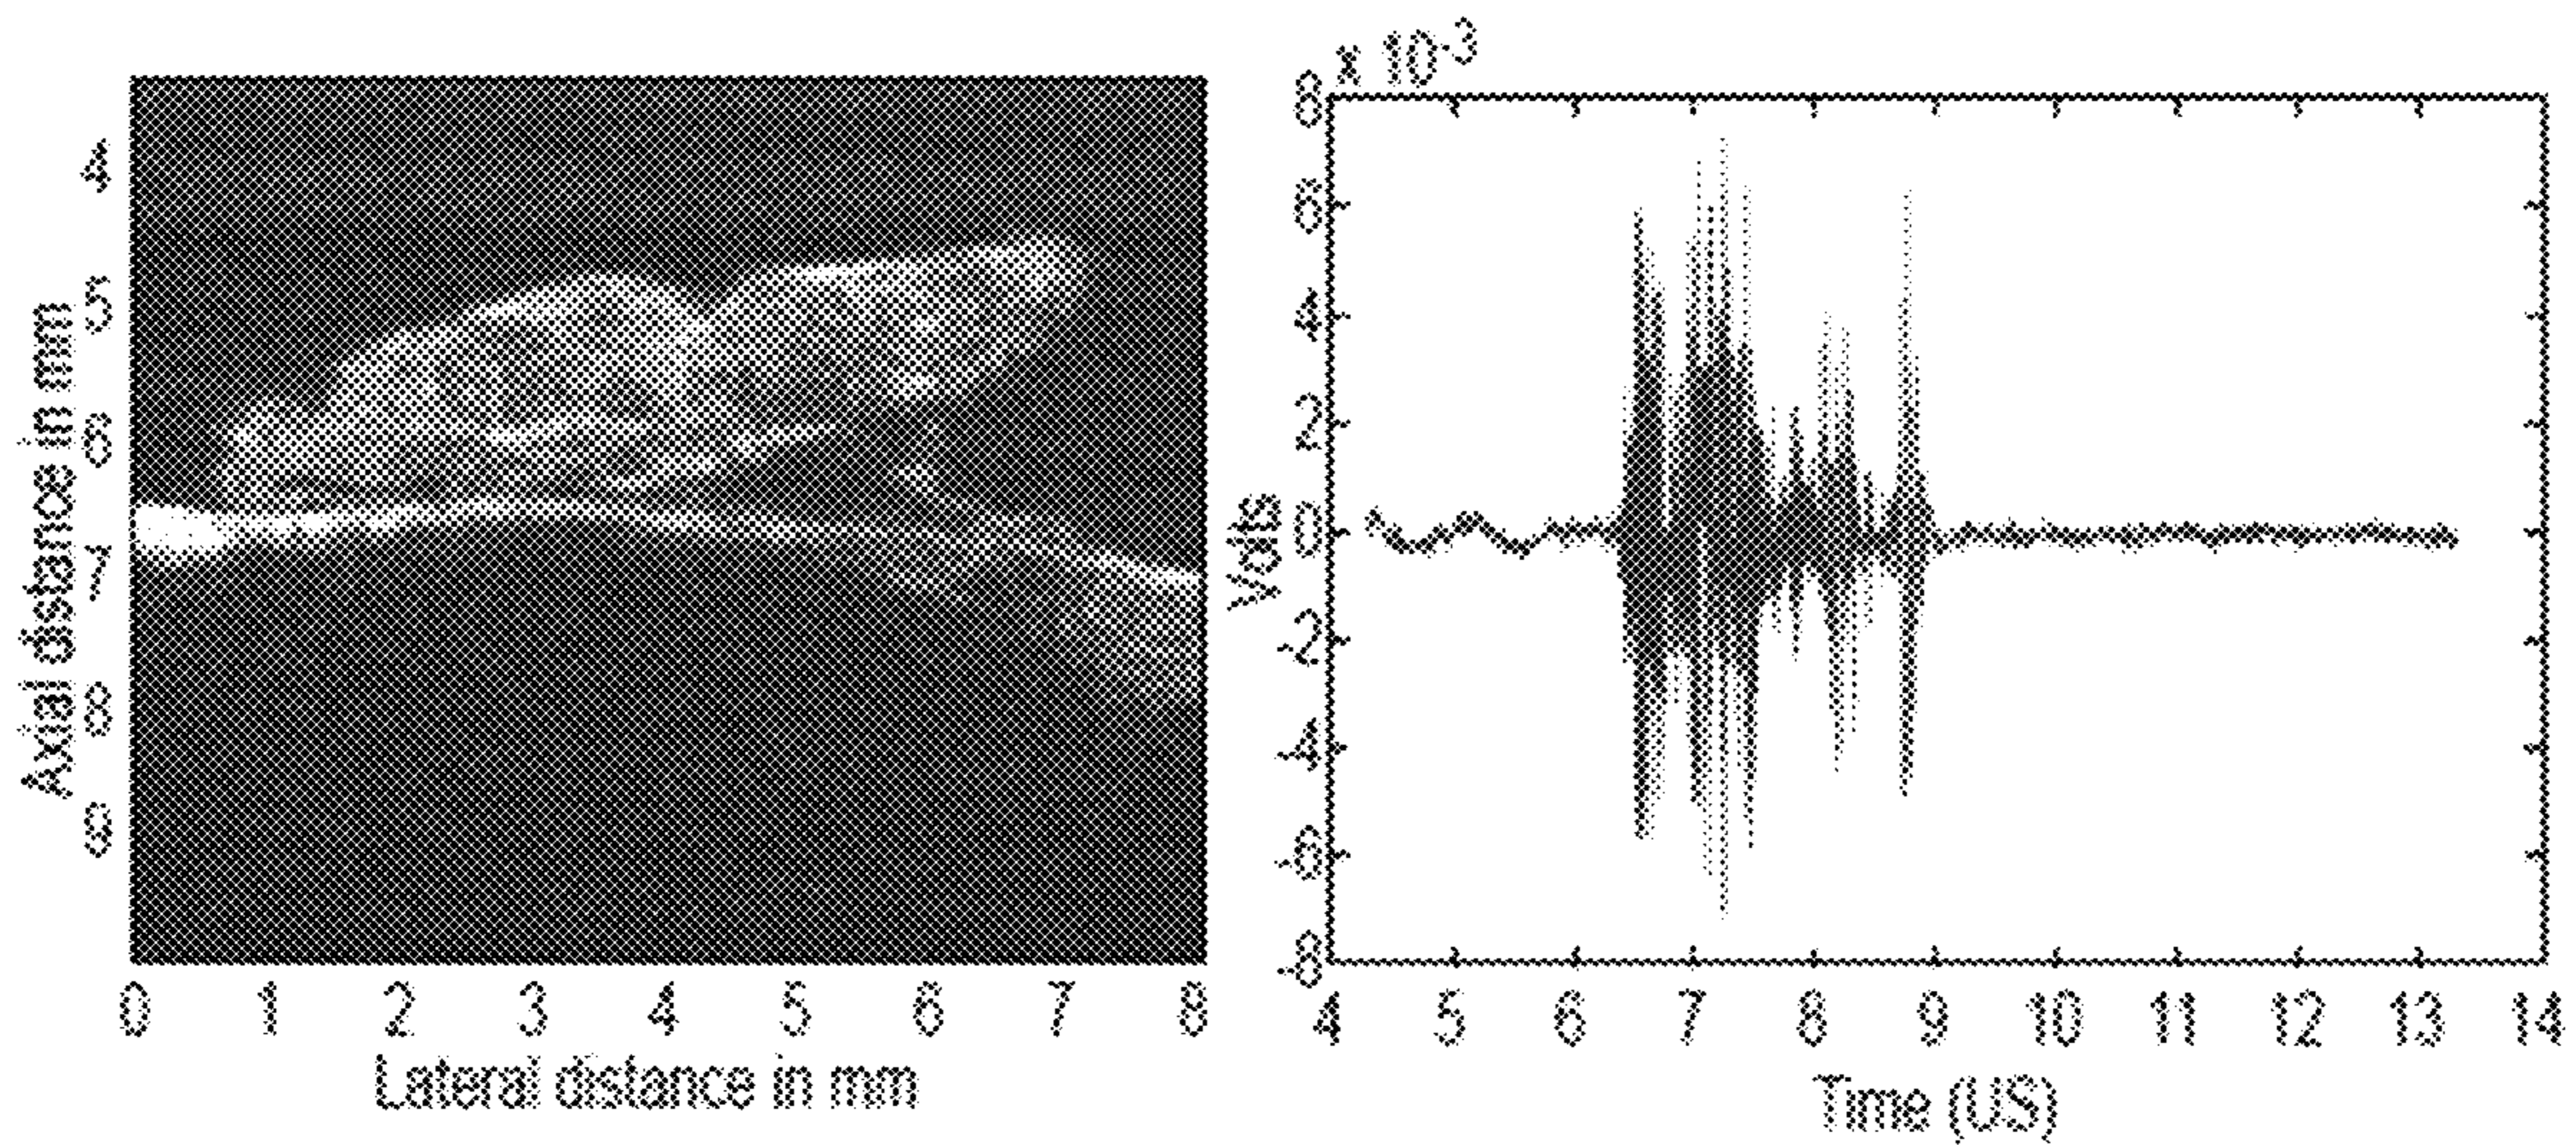 Axial distance in mm
4
5
6
7
8
9
0 1 2 3 4 5 6 7 8
Lateral distance in mm
x 10-3
Volts
8
6
4
2
0
-2
-4
-6
-8
4 5 6 7 8 9 10 11 12 13 14
Time (US)